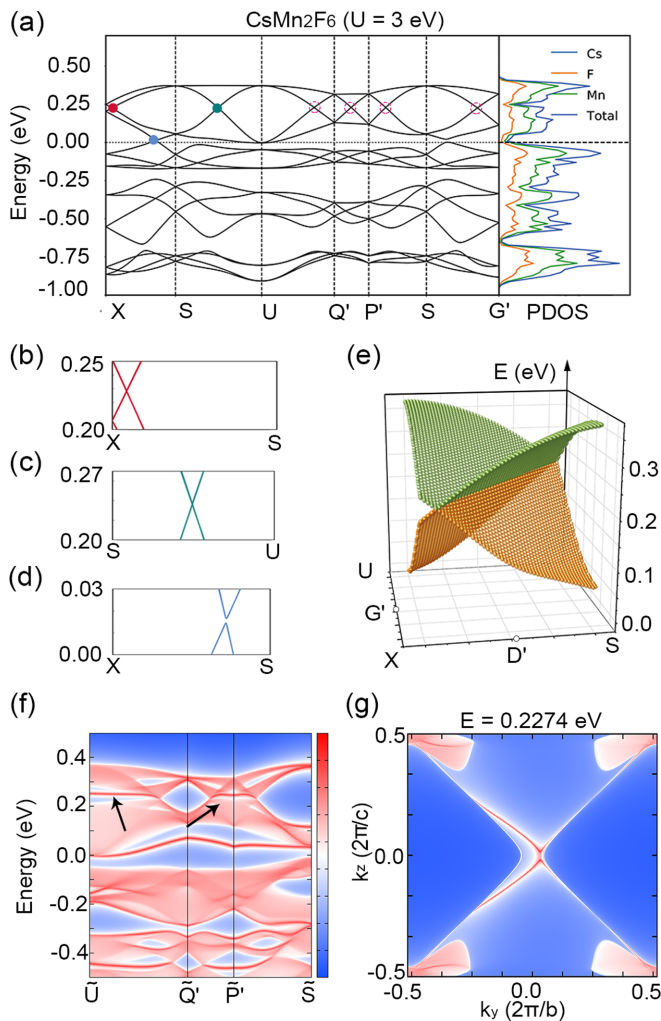 (a)
CsMn2F6 (U = 3 eV)
Energy (eV)
0.50
0.25
0.00
-0.25
-0.50
-0.75
-1.00
X S U Q' P' S G' PDOS
Cs
F
Mn
Total
(b)
0.25
0.20
X S
(c)
0.27
0.20
S U
(d)
0.03
0.00
X S
(e)
E (eV)
0.3
0.2
0.1
0.0
U
G'
X
D'
S
(f)
Energy (eV)
0.4
0.2
0.0
-0.2
-0.4
Ũ Q̃' P̃' S̃
(g)
E = 0.2274 eV
kz (2π/c)
0.5
0.0
-0.5
-0.5 0.0 0.5
ky (2π/b)